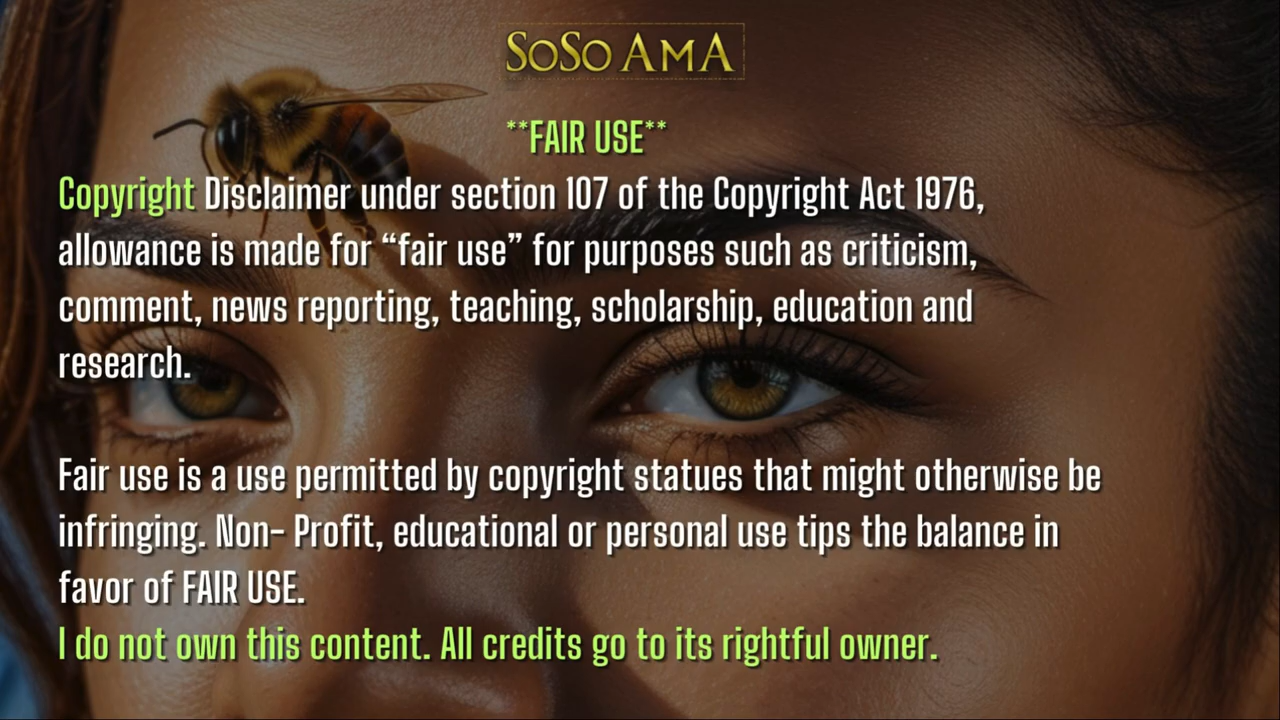 SoSo AmA
**FAIR USE**
Copyright Disclaimer under section 107 of the Copyright Act 1976,
allowance is made for “fair use” for purposes such as criticism,
comment, news reporting, teaching, scholarship, education and
research.
Fair use is a use permitted by copyright statues that might otherwise be
infringing. Non- Profit, educational or personal use tips the balance in
favor of FAIR USE.
I do not own this content. All credits go to its rightful owner.